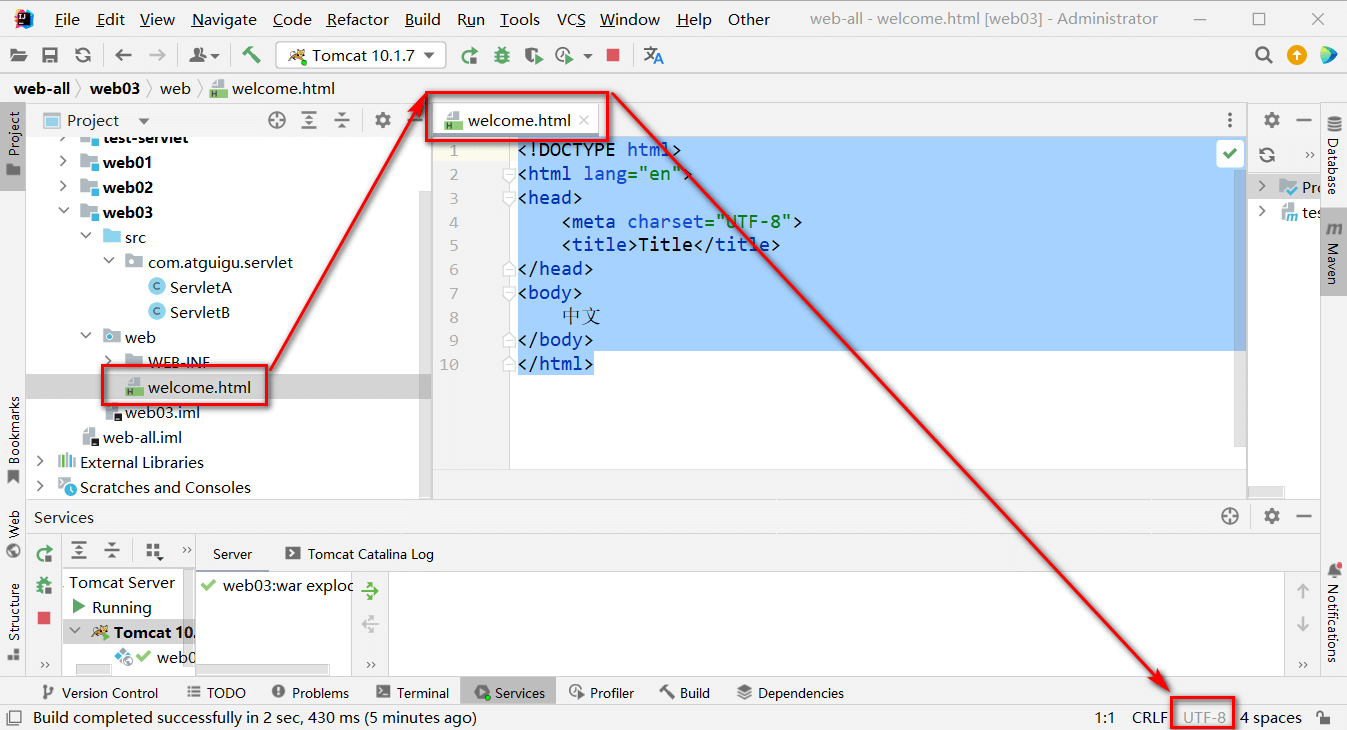 File Edit View Navigate Code Refactor Build Run Tools VCS Window Help Other web-all - welcome.html [web03] - Administrator
Tomcat 10.1.7
web-all web03 web welcome.html
Project
Project
welcome.html
test-servlet
web01
web02
web03
src
com.atguigu.servlet
ServletA
ServletB
web
WEB-INF
welcome.html
web03.iml
web-all.iml
External Libraries
Scratches and Consoles
1 <!DOCTYPE html>
2 <html lang="en">
3 <head>
4 <meta charset="UTF-8">
5 <title>Title</title>
6 </head>
7 <body>
8 中文
9 </body>
10 </html>
Pro
tes
Database
m Maven
Notifications
Bookmarks
Web
Structure
Services
Server Tomcat Catalina Log
Tomcat Server
Running
Tomcat 10.
web0
web03:war explod
Version Control TODO Problems Terminal Services Profiler Build Dependencies
Build completed successfully in 2 sec, 430 ms (5 minutes ago) 1:1 CRLF UTF-8 4 spaces